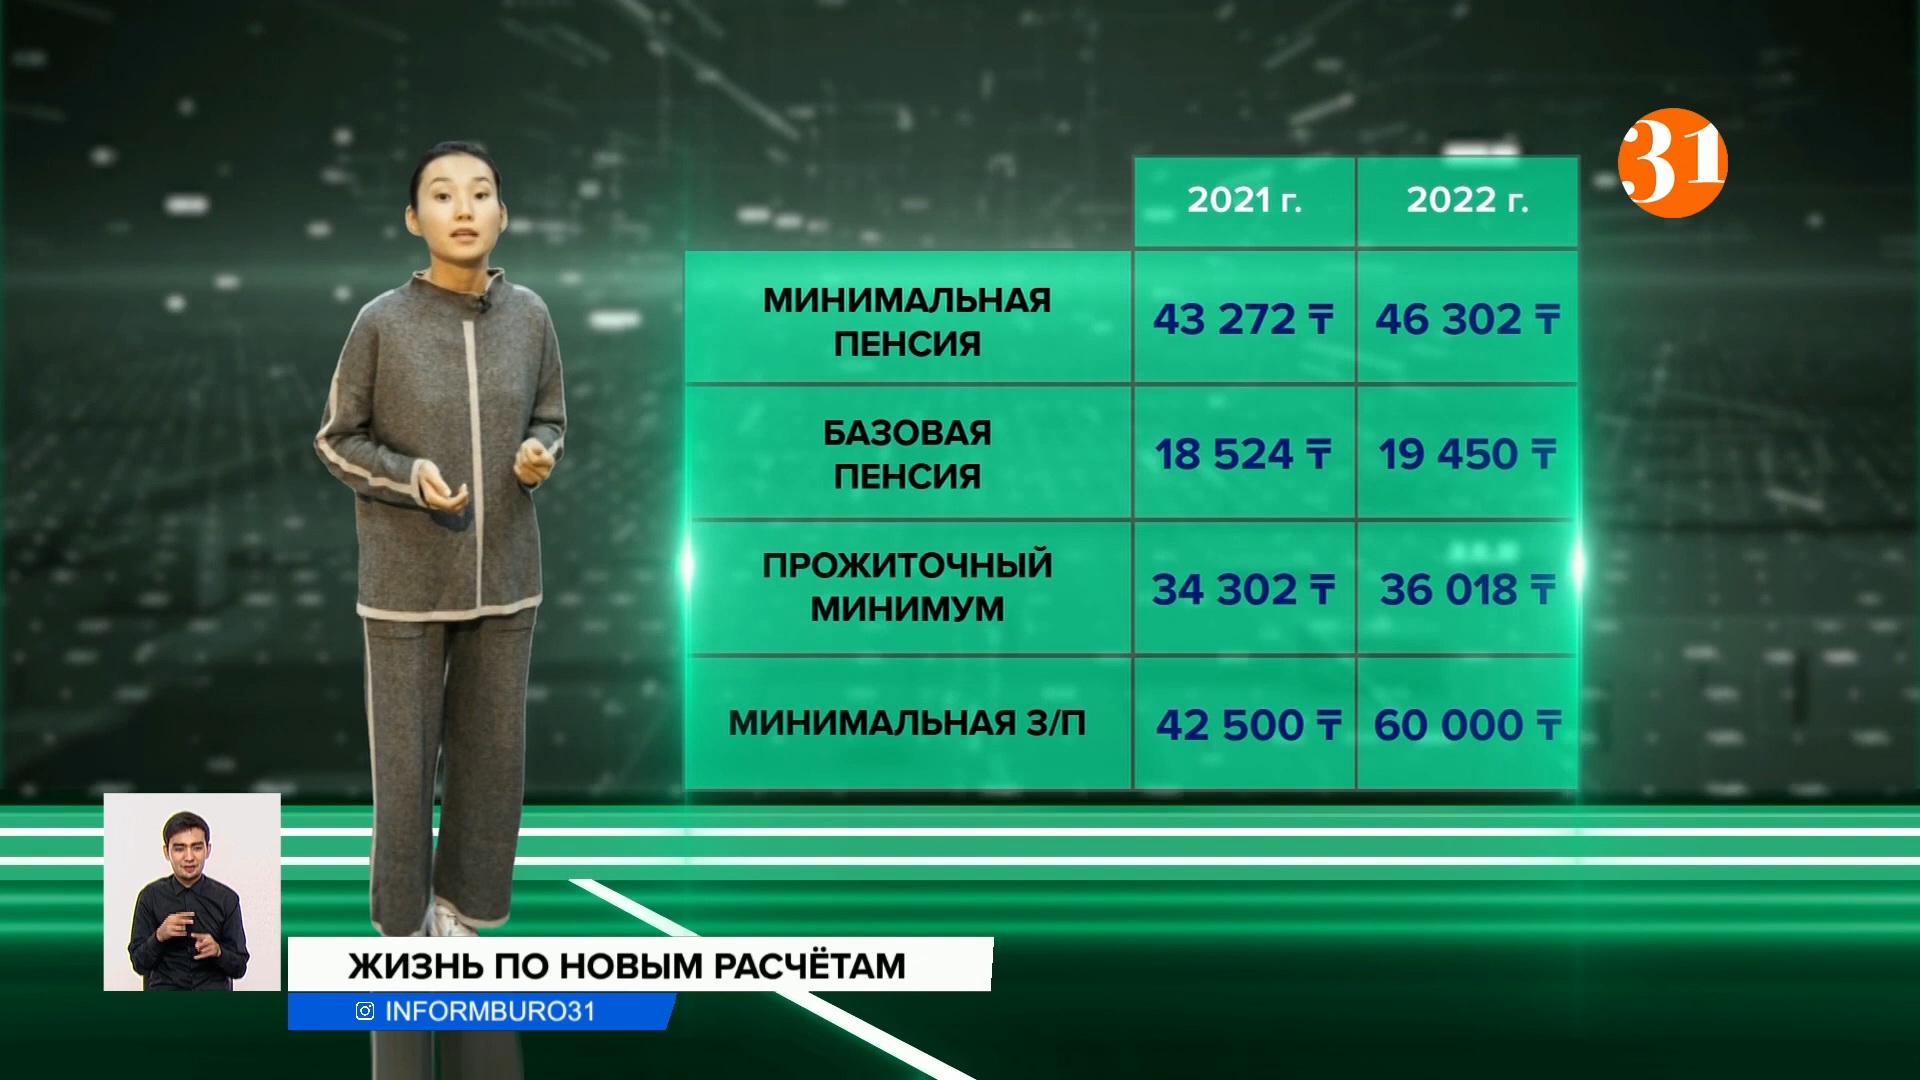 31
2021 г. 2022 г.
МИНИМАЛЬНАЯ
ПЕНСИЯ
43 272 ₸ 46 302 ₸
БАЗОВАЯ
ПЕНСИЯ
18 524 ₸ 19 450 ₸
ПРОЖИТОЧНЫЙ
МИНИМУМ
34 302 ₸ 36 018 ₸
МИНИМАЛЬНАЯ З/П 42 500 ₸ 60 000 ₸
ЖИЗНЬ ПО НОВЫМ РАСЧЁТАМ
INFORMBURO31